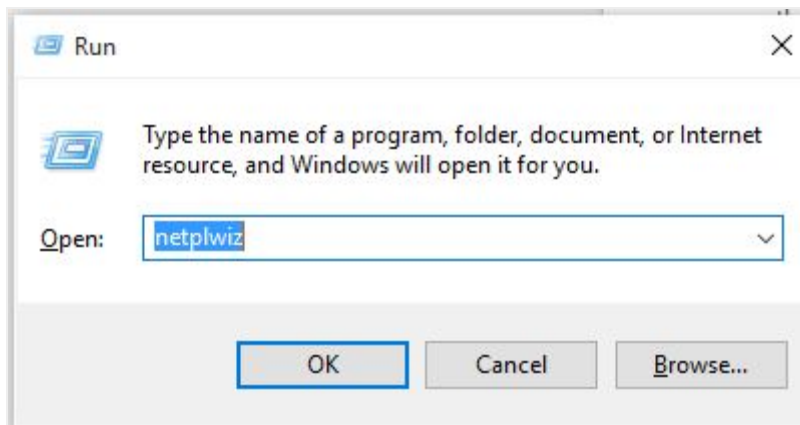 Run
Type the name of a program, folder, document, or Internet
resource, and Windows will open it for you.
Open: netplwiz
OK Cancel Browse...